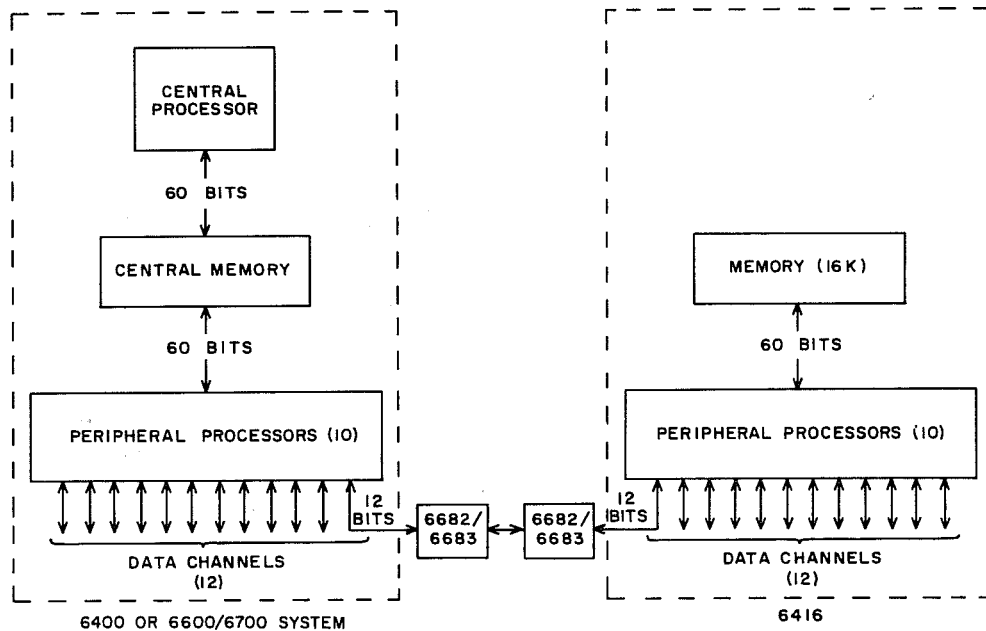 CENTRAL
PROCESSOR
60 BITS
CENTRAL MEMORY
60 BITS
PERIPHERAL PROCESSORS (10)
12
BITS
DATA CHANNELS
(12)
6400 OR 6600/6700 SYSTEM
6682/
6683
6682/
6683
MEMORY (16K)
60 BITS
PERIPHERAL PROCESSORS (10)
12
BITS
DATA CHANNELS
(12)
6416